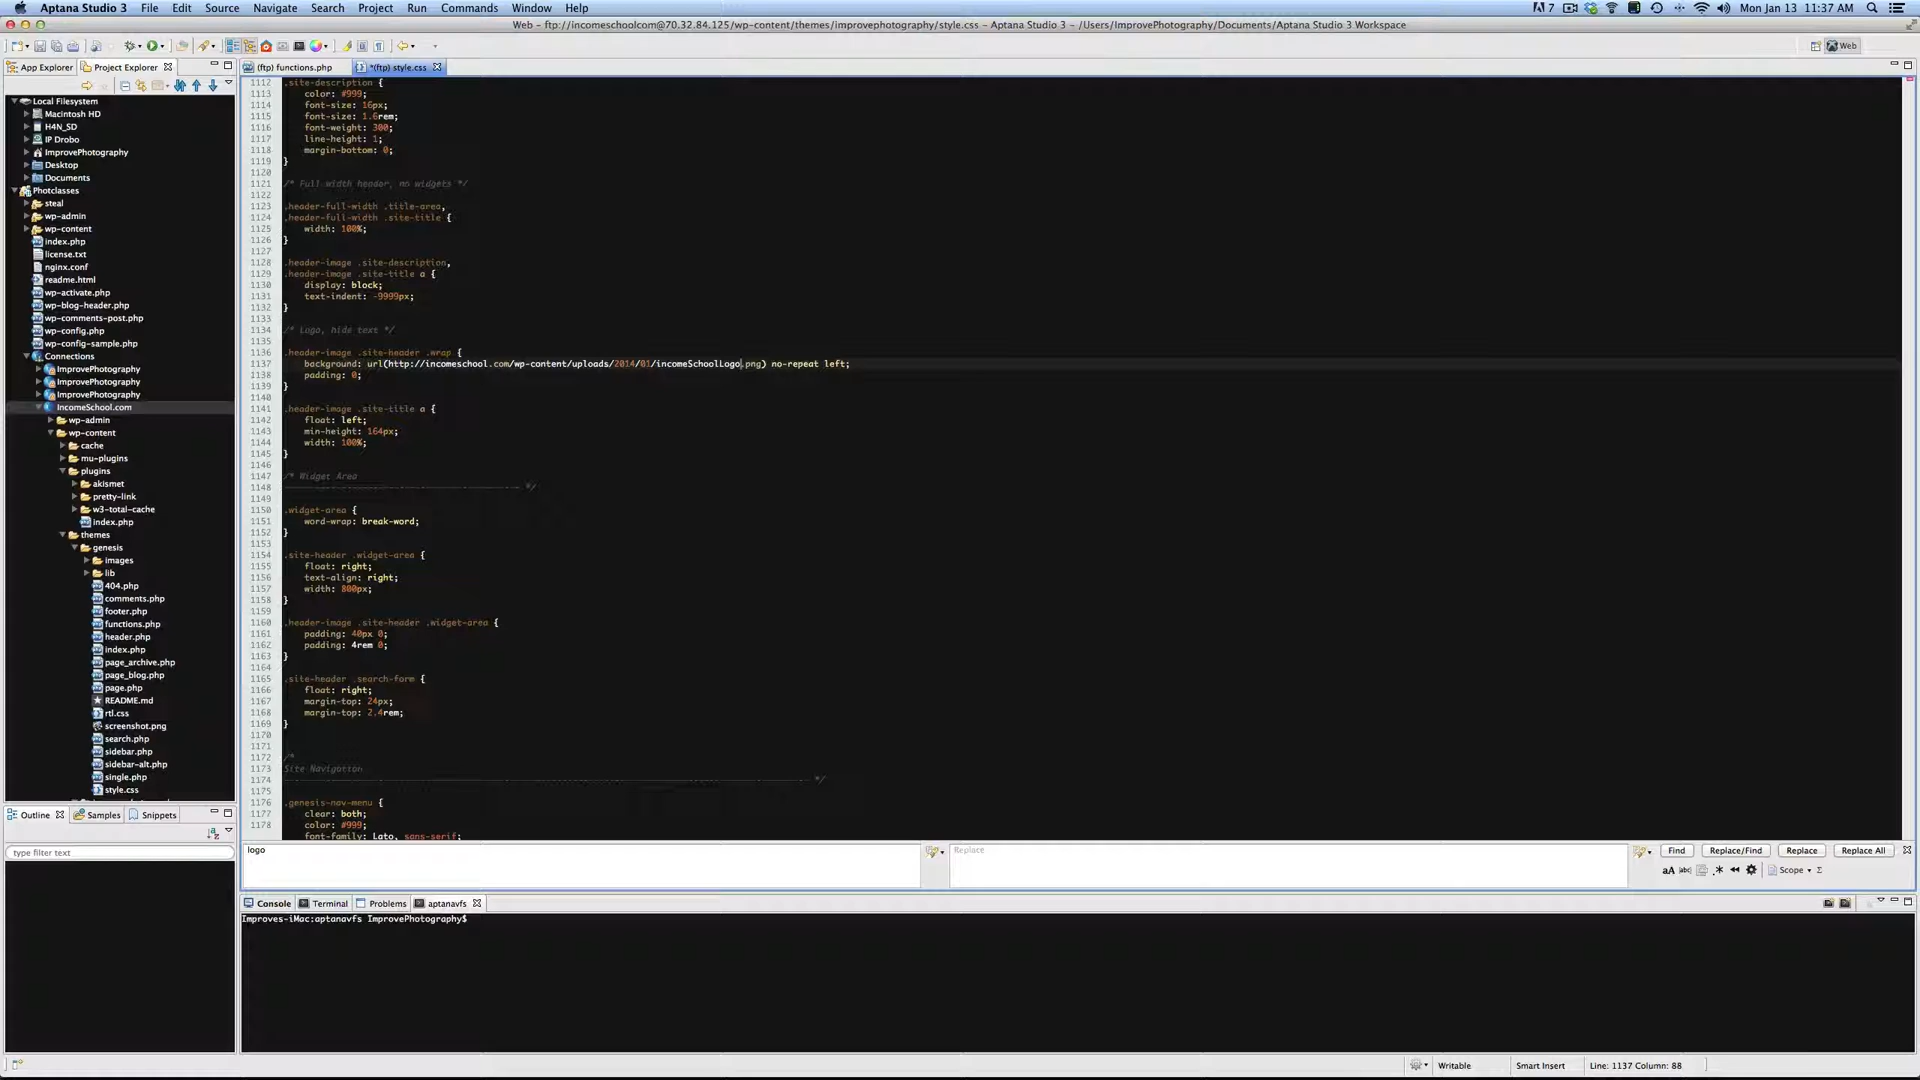 Aptana Studio 3 File Edit Source Navigate Search Project Run Commands Window Help
7 Mon Jan 13 11:37 AM
Web – ftp://incomeschoolcom@70.32.84.125/wp-content/themes/improvephotography/style.css – Aptana Studio 3 – /Users/ImprovePhotography/Documents/Aptana Studio 3 Workspace
Web
App Explorer Project Explorer
Local Filesystem
Macintosh HD
H4N_SD
IP Drobo
ImprovePhotography
Desktop
Documents
Photclasses
steal
wp-admin
wp-content
index.php
license.txt
nginx.conf
readme.html
wp-activate.php
wp-blog-header.php
wp-comments-post.php
wp-config.php
wp-config-sample.php
Connections
ImprovePhotography
ImprovePhotography
ImprovePhotography
IncomeSchool.com
wp-admin
wp-content
cache
mu-plugins
plugins
akismet
pretty-link
w3-total-cache
index.php
themes
genesis
images
lib
404.php
comments.php
footer.php
functions.php
header.php
index.php
page_archive.php
page_blog.php
page.php
README.md
rtl.css
screenshot.png
search.php
sidebar.php
sidebar-alt.php
single.php
style.css
Outline Samples Snippets
type filter text
(ftp) functions.php *(ftp) style.css
1112 .site-description {
1113 color: #999;
1114 font-size: 16px;
1115 font-size: 1.6rem;
1116 font-weight: 300;
1117 line-height: 1;
1118 margin-bottom: 0;
1119 }
1120
1121 /* Full width header, no widgets */
1122
1123 .header-full-width .title-area,
1124 .header-full-width .site-title {
1125 width: 100%;
1126 }
1127
1128 .header-image .site-description,
1129 .header-image .site-title a {
1130 display: block;
1131 text-indent: -9999px;
1132 }
1133
1134 /* Logo, hide text */
1135
1136 .header-image .site-header .wrap {
1137 background: url(http://incomeschool.com/wp-content/uploads/2014/01/incomeSchoolLogo.png) no-repeat left;
1138 padding: 0;
1139 }
1140
1141 .header-image .site-title a {
1142 float: left;
1143 min-height: 164px;
1144 width: 100%;
1145 }
1146
1147 /* Widget Area
1148 --------------------------------------------- */
1149
1150 .widget-area {
1151 word-wrap: break-word;
1152 }
1153
1154 .site-header .widget-area {
1155 float: right;
1156 text-align: right;
1157 width: 800px;
1158 }
1159
1160 .header-image .site-header .widget-area {
1161 padding: 40px 0;
1162 padding: 4rem 0;
1163 }
1164
1165 .site-header .search-form {
1166 float: right;
1167 margin-top: 24px;
1168 margin-top: 2.4rem;
1169 }
1170
1171
1172 /*
1173 Site Navigation
1174 ---------------------------------------------------------------------------------------------------- */
1175
1176 .genesis-nav-menu {
1177 clear: both;
1178 color: #999;
font-family: Lato, sans-serif;
logo Replace Find Replace/Find Replace Replace All
Scope
Console Terminal Problems aptanavfs
Improves-iMac:aptanavfs ImprovePhotography$
Writable Smart Insert Line: 1137 Column: 88